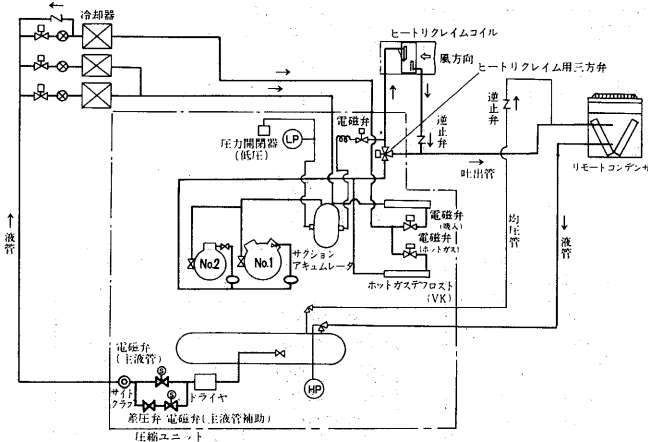 冷却器
ヒートリクレイムコイル
風方向
ヒートリクレイム用三方弁
電磁弁
逆止弁
逆止弁
圧力開閉器
(低圧)
LP
リモートコンデンサ
吐出管
電磁弁
(吸入)
電磁弁
(ホットガス)
均圧管
液管
液管
No.2
No.1
サクション
アキュムレータ
ホットガスデフロスト
(VK)
電磁弁
(主液管)
S
HP
サイト
グラス
ドライヤ
S
差圧弁 電磁弁(主液管補助)
圧縮ユニット